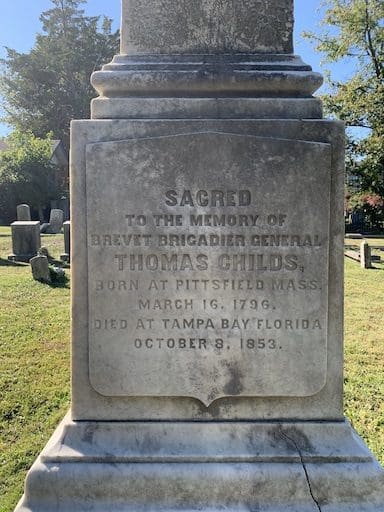 SACRED
TO THE MEMORY OF
BREVET BRIGADIER GENERAL
THOMAS CHILDS,
BORN AT PITTSFIELD MASS.
MARCH 16. 1796.
DIED AT TAMPA BAY FLORIDA
OCTOBER 8, 1853.